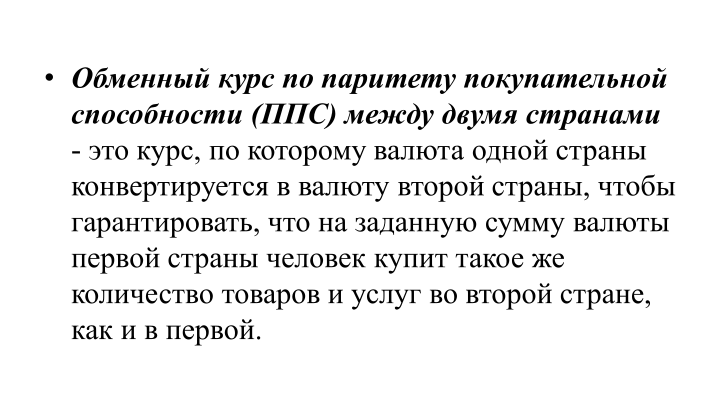 • Обменный курс по паритету покупательной
способности (ППС) между двумя странами
- это курс, по которому валюта одной страны
конвертируется в валюту второй страны, чтобы
гарантировать, что на заданную сумму валюты
первой страны человек купит такое же
количество товаров и услуг во второй стране,
как и в первой.